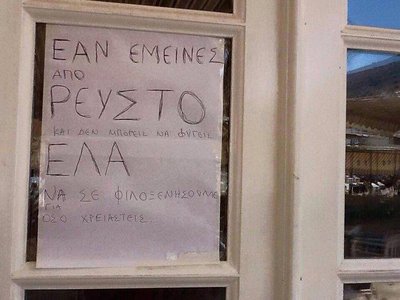 ΕΑΝ ΕΜΕΙΝΕΣ
ΑΠΟ
ΡΕΥΣΤΟ
ΚΑΙ ΔΕΝ ΜΠΟΡΕΙΣ ΝΑ ΦΥΓΕΙΣ
ΕΛΑ
ΝΑ ΣΕ ΦΙΛΟΞΕΝΗΣΟΥΜΕ
ΓΙΑ
ΟΣΟ ΧΡΕΙΑΣΤΕΙΣ...